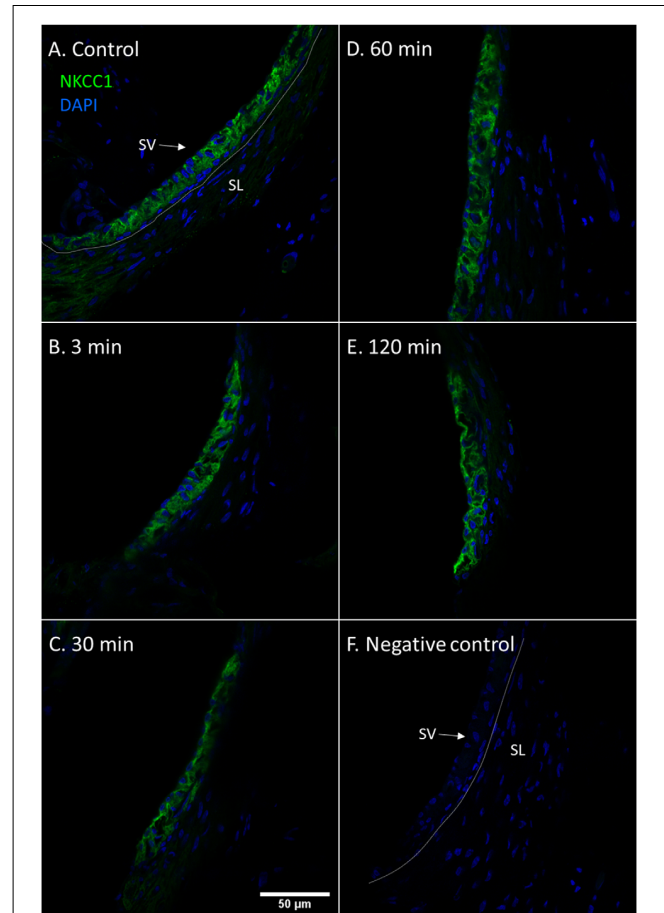 A. Control
NKCC1
DAPI
SV
SL
B. 3 min
C. 30 min
50 µm
D. 60 min
E. 120 min
F. Negative control
SV
SL